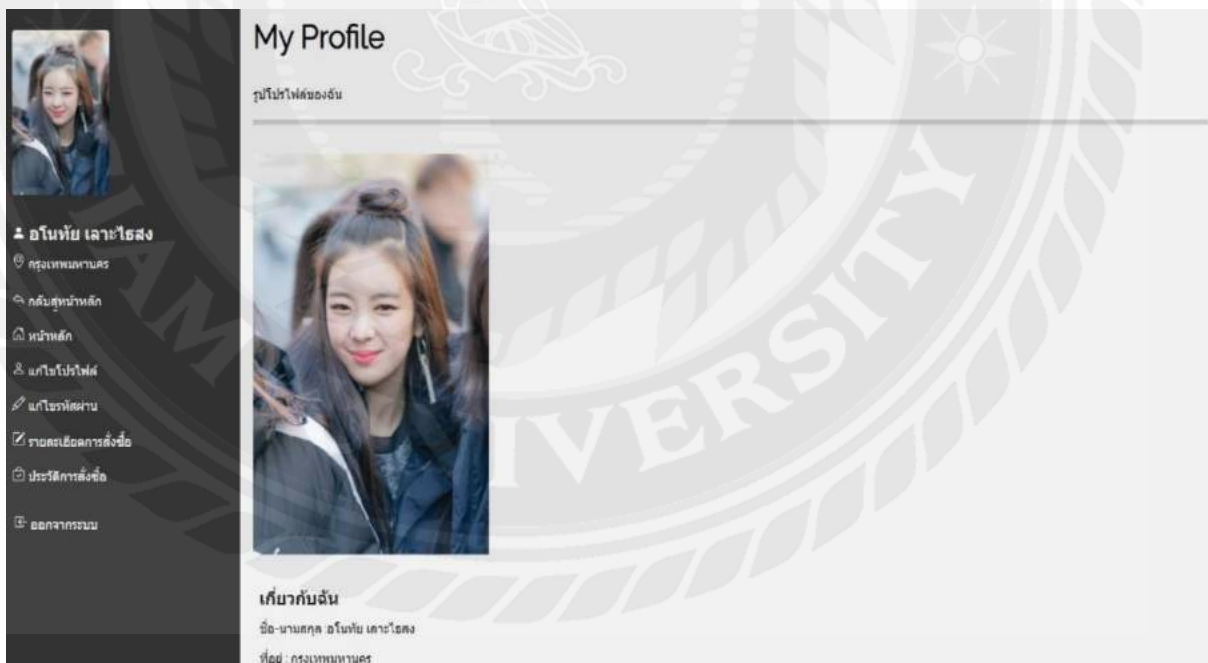 My Profile
รูปโปรไฟล์ของฉัน
อโนทัย เลาะไธสง
กรุงเทพมหานคร
กลับสู่หน้าหลัก
หน้าหลัก
แก้ไขโปรไฟล์
แก้ไขรหัสผ่าน
รายละเอียดการสั่งซื้อ
ประวัติการสั่งซื้อ
ออกจากระบบ
เกี่ยวกับฉัน
ชื่อ-นามสกุล :อโนทัย เลาะไธสง
ที่อยู่ : กรุงเทพมหานคร
SIAM UNIVERSITY